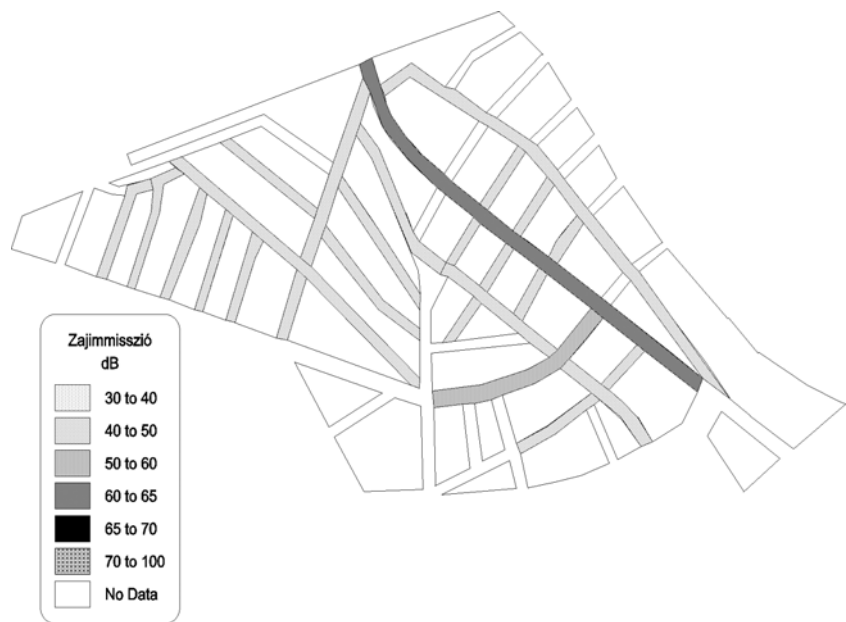 Zajimmisszió
dB
30 to 40
40 to 50
50 to 60
60 to 65
65 to 70
70 to 100
No Data